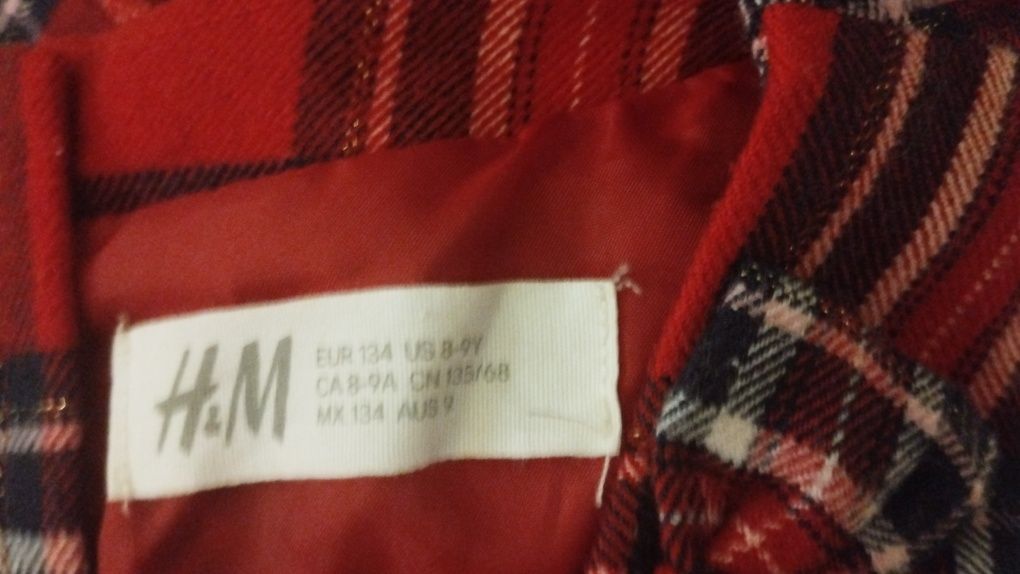 H&M
EUR 134 US 8-9Y
CA 8-9A CN 135/68
MX 134 AUS 9